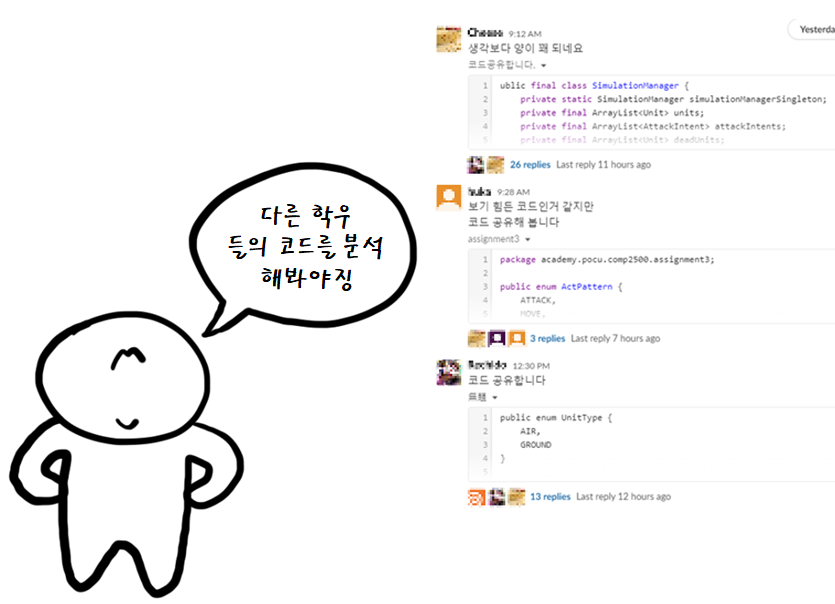 다른 학우
들의 코드를 분석
해봐야징
Yesterda
9:12 AM
생각보다 양이 꽤 되네요
코드공유합니다.
1 ublic final class SimulationManager {
2 private static SimulationManager simulationManagerSingleton;
3 private final ArrayList<Unit> units;
4 private final ArrayList<AttackIntent> attackIntents;
5 private final ArrayList<Unit> deadUnits;
26 replies Last reply 11 hours ago
9:28 AM
보기 힘든 코드인거 같지만
코드 공유해 봅니다
assignment3
1 package academy.pocu.comp2500.assignment3;
2
3 public enum ActPattern {
4 ATTACK,
5 MOVE,
3 replies Last reply 7 hours ago
12:30 PM
코드 공유합니다
1 public enum UnitType {
2 AIR,
3 GROUND
4 }
5
13 replies Last reply 12 hours ago